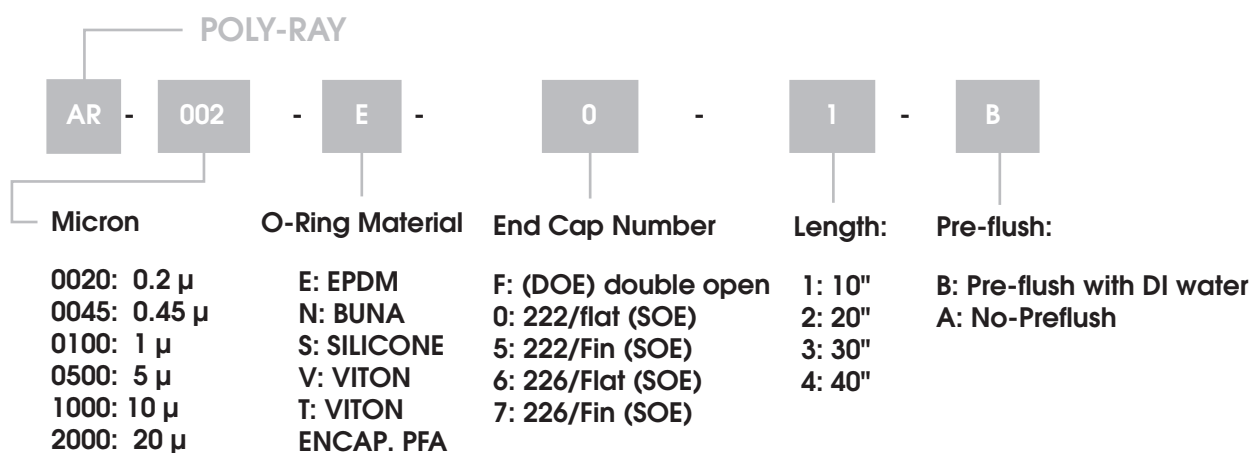 POLY-RAY
AR - 002 - E - 0 - 1 - B
Micron
0020: 0.2 µ
0045: 0.45 µ
0100: 1 µ
0500: 5 µ
1000: 10 µ
2000: 20 µ
O-Ring Material
E: EPDM
N: BUNA
S: SILICONE
V: VITON
T: VITON
ENCAP. PFA
End Cap Number
F: (DOE) double open
0: 222/flat (SOE)
5: 222/Fin (SOE)
6: 226/Flat (SOE)
7: 226/Fin (SOE)
Length:
1: 10"
2: 20"
3: 30"
4: 40"
Pre-flush:
B: Pre-flush with DI water
A: No-Preflush